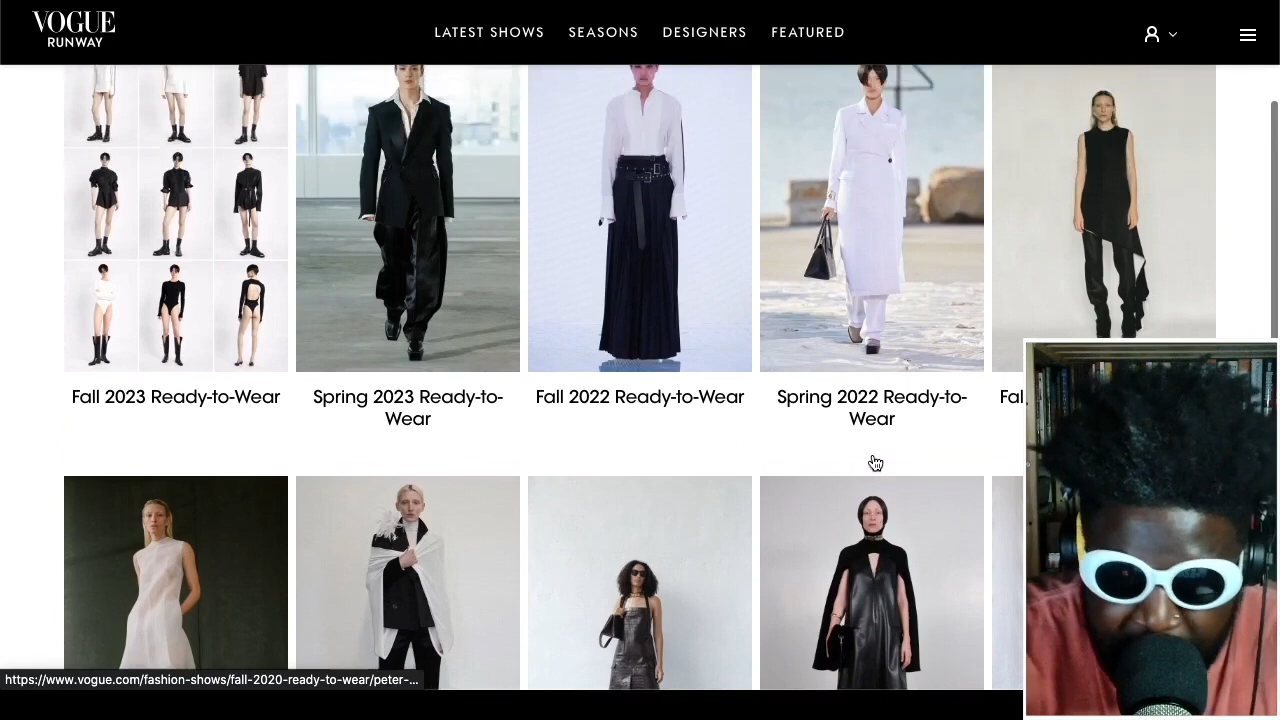 VOGUE
RUNWAY
LATEST SHOWS
SEASONS
DESIGNERS
FEATURED
Fall 2023 Ready-to-Wear
Spring 2023 Ready-to-
Wear
Fall 2022 Ready-to-Wear
Spring 2022 Ready-to-
Wear
Fal
https://www.vogue.com/fashion-shows/fall-2020-ready-to-wear/peter-...